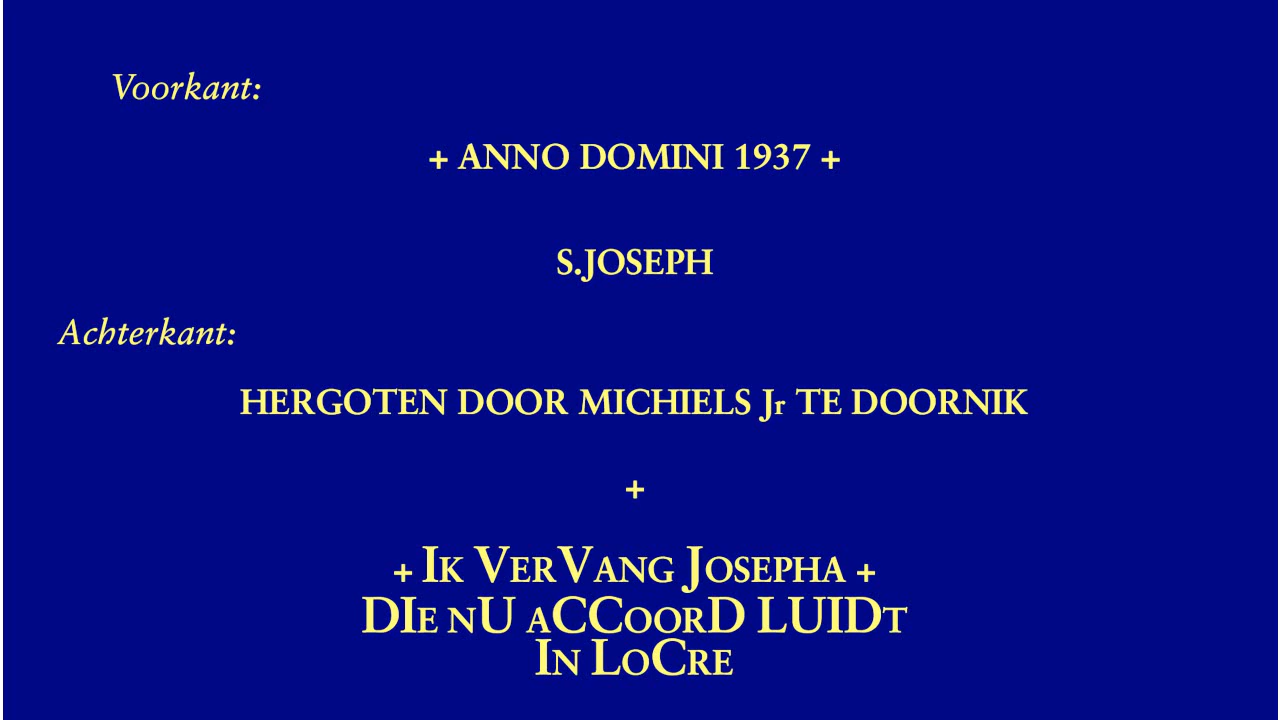 Voorkant:
+ ANNO DOMINI 1937 +
S.JOSEPH
Achterkant:
HERGOTEN DOOR MICHIELS Jr TE DOORNIK
+
+ Ik VerVang Josepha +
DIe nU aCCoorD LUIDt
In LoCre